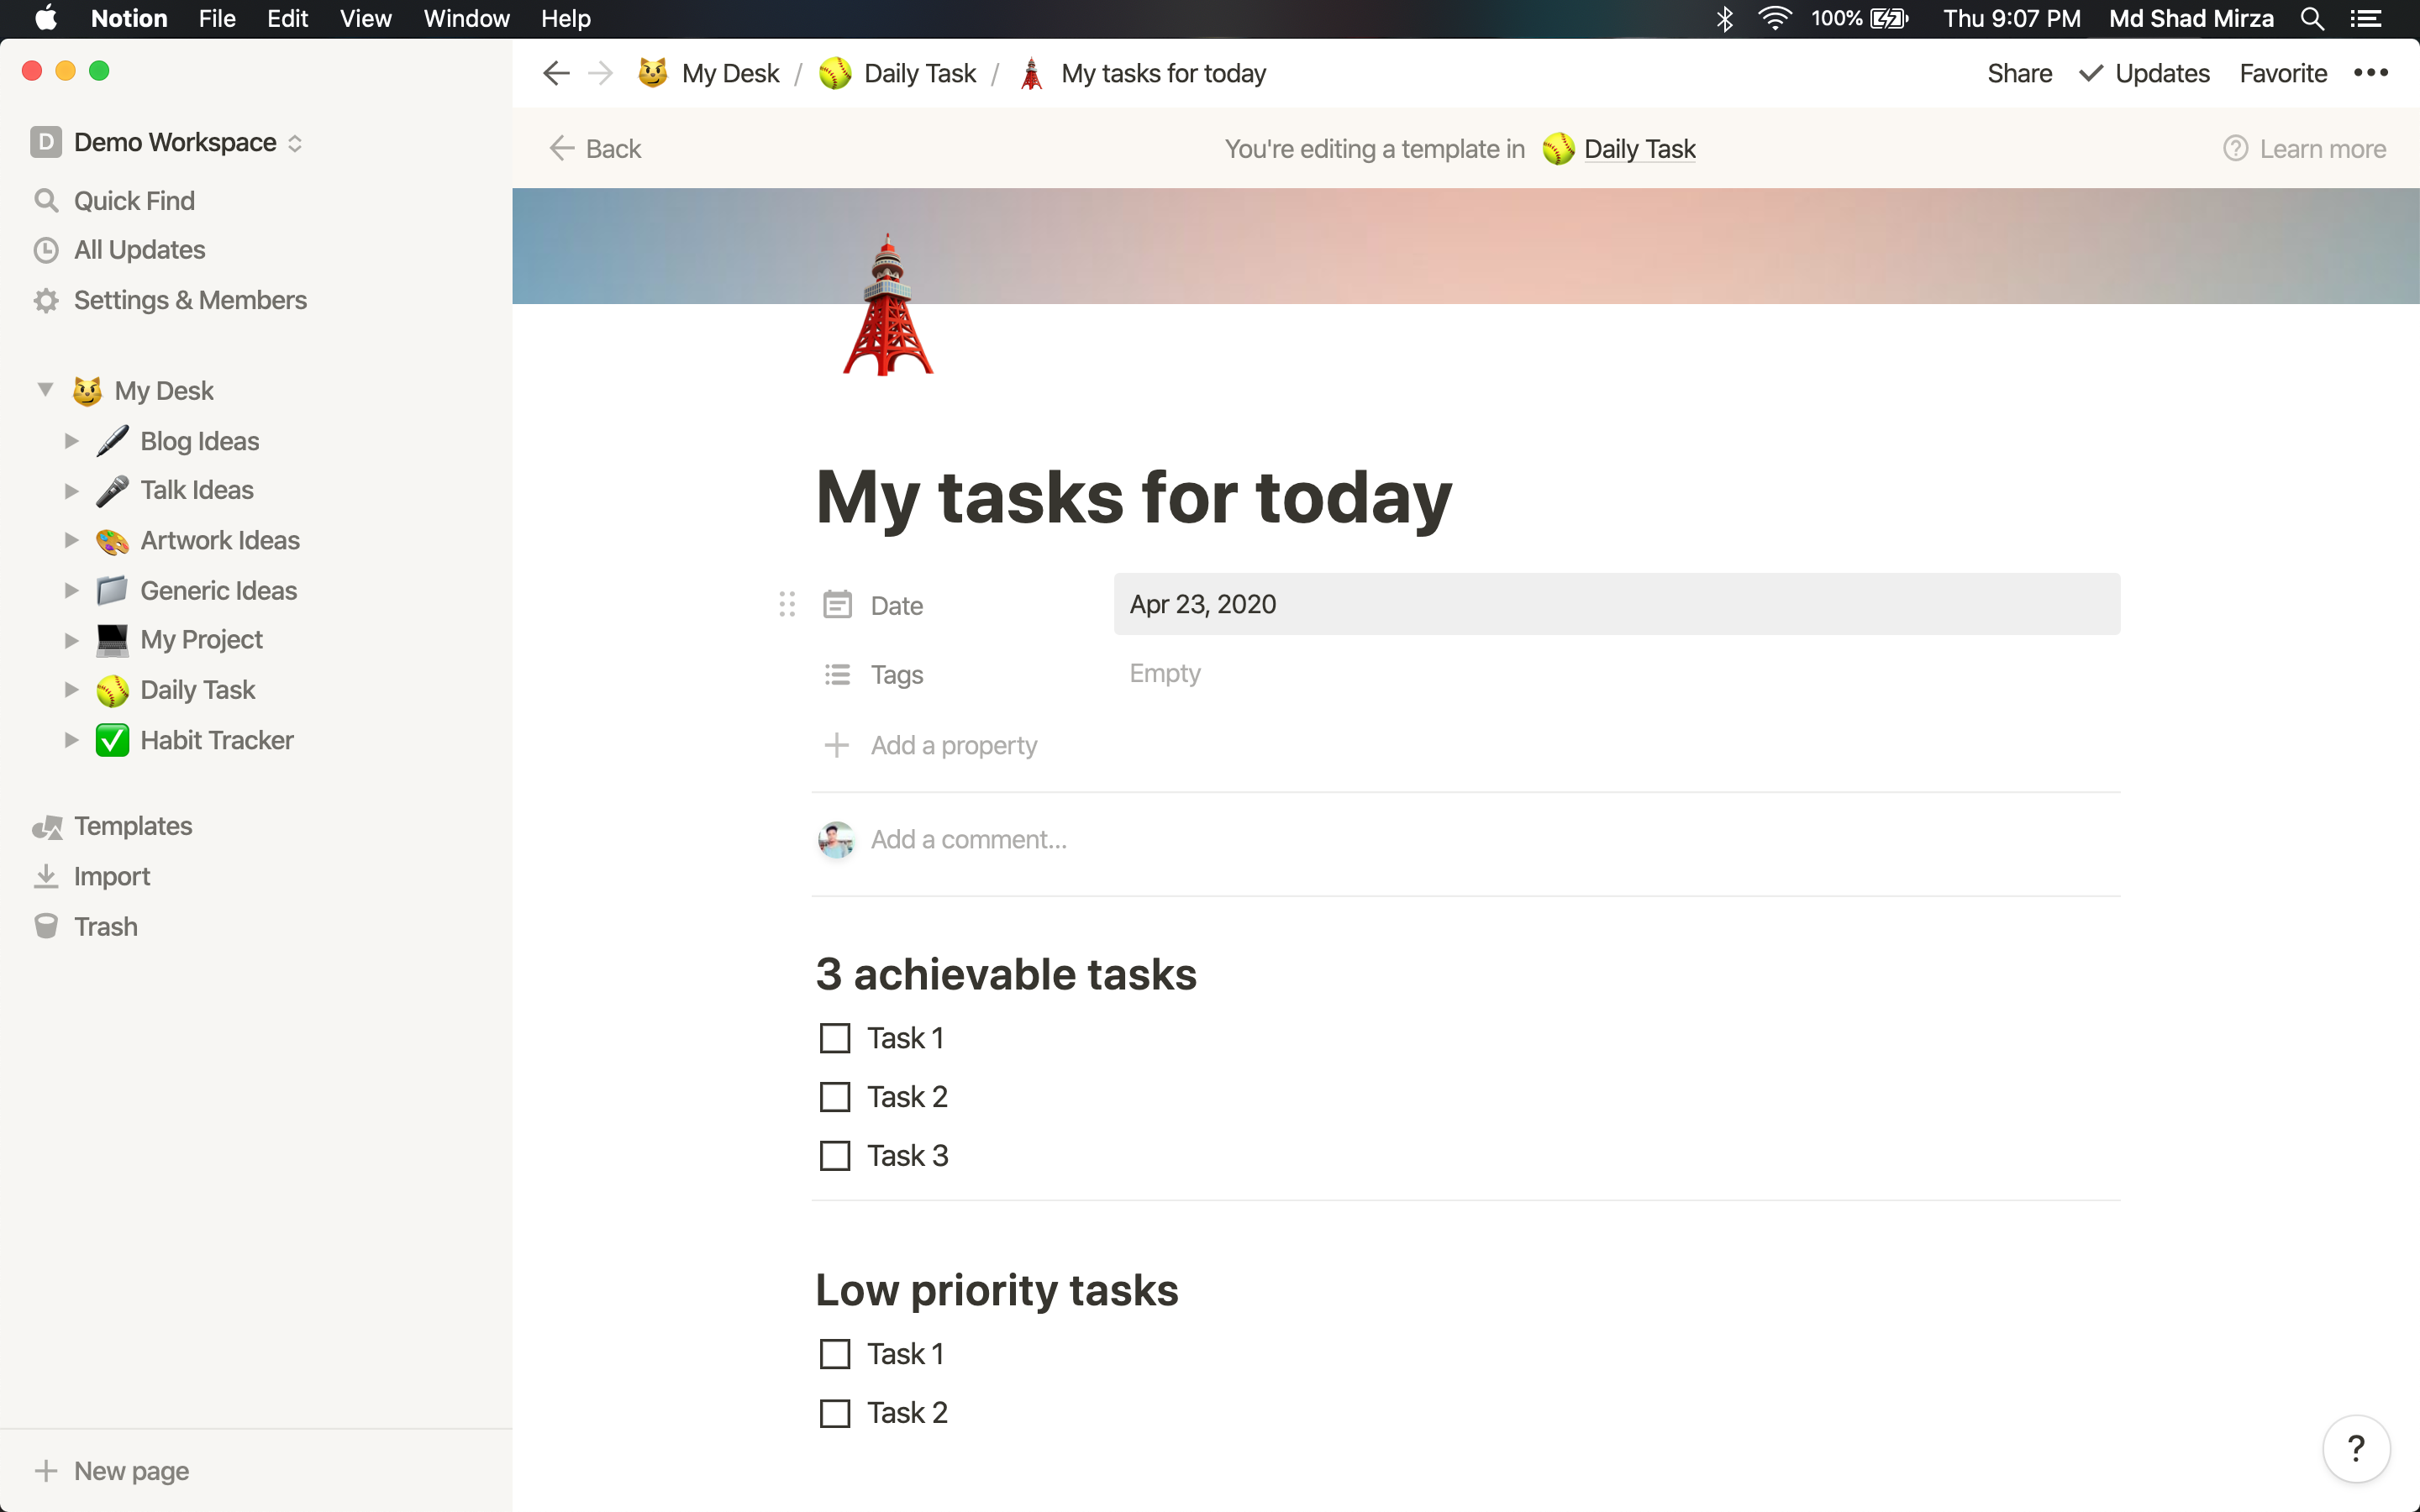 Notion File Edit View Window Help 100% Thu 9:07 PM Md Shad Mirza
My Desk / Daily Task / My tasks for today Share Updates Favorite
D Demo Workspace
Quick Find
All Updates
Settings & Members
My Desk
Blog Ideas
Talk Ideas
Artwork Ideas
Generic Ideas
My Project
Daily Task
Habit Tracker
Templates
Import
Trash
New page
Back You're editing a template in Daily Task Learn more
My tasks for today
Date Apr 23, 2020
Tags Empty
Add a property
Add a comment...
3 achievable tasks
Task 1
Task 2
Task 3
Low priority tasks
Task 1
Task 2
?